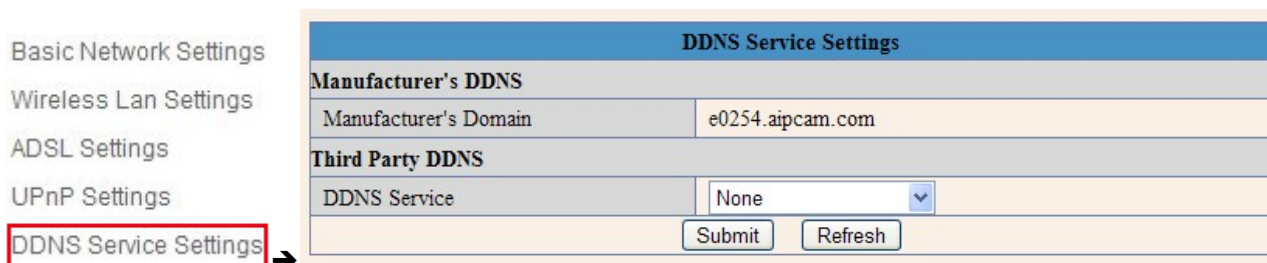 Basic Network Settings
Wireless Lan Settings
ADSL Settings
UPnP Settings
DDNS Service Settings
DDNS Service Settings
Manufacturer's DDNS
Manufacturer's Domain e0254.aipcam.com
Third Party DDNS
DDNS Service None
Submit Refresh